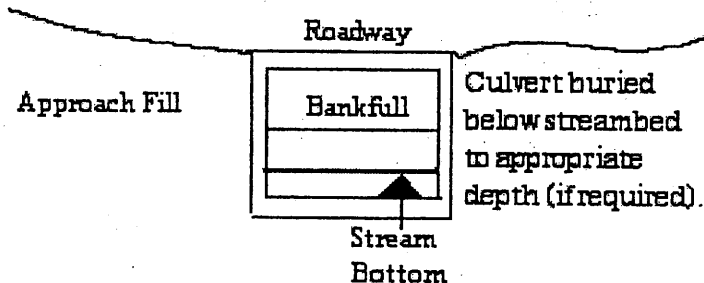 Roadway
Approach Fill
Bankfull
Culvert buried
below streambed
to appropriate
depth (if required).
Stream
Bottom